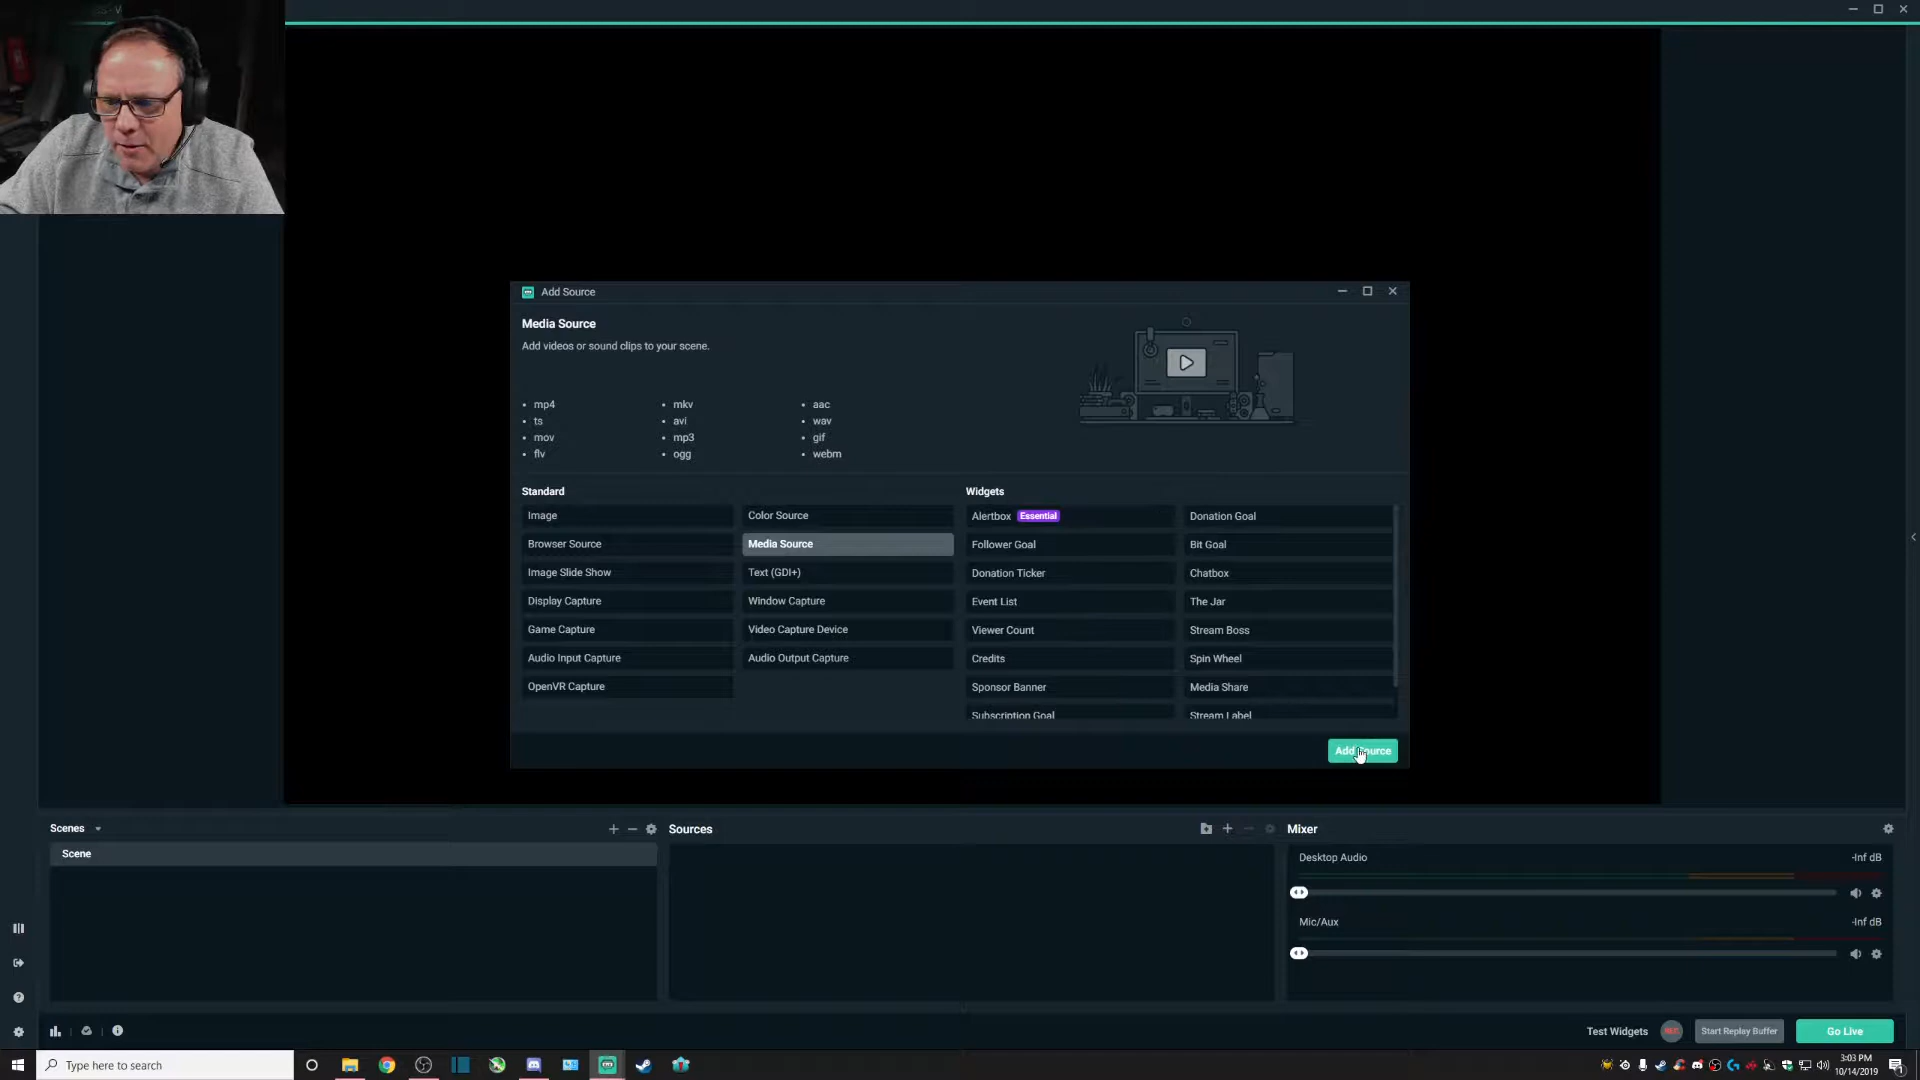 Add Source
Media Source
Add videos or sound clips to your scene.
• mp4
• ts
• mov
• flv
• mkv
• avi
• mp3
• ogg
• aac
• wav
• gif
• webm
Standard
Image
Color Source
Browser Source
Media Source
Image Slide Show
Text (GDI+)
Display Capture
Window Capture
Game Capture
Video Capture Device
Audio Input Capture
Audio Output Capture
OpenVR Capture
Widgets
Alertbox Essential
Donation Goal
Follower Goal
Bit Goal
Donation Ticker
Chatbox
Event List
The Jar
Viewer Count
Stream Boss
Credits
Spin Wheel
Sponsor Banner
Media Share
Subscription Goal
Stream Label
Add Source
Scenes
Scene
Sources
Mixer
Desktop Audio -Inf dB
Mic/Aux -Inf dB
Test Widgets REC Start Replay Buffer Go Live
Type here to search
3:03 PM
10/14/2019